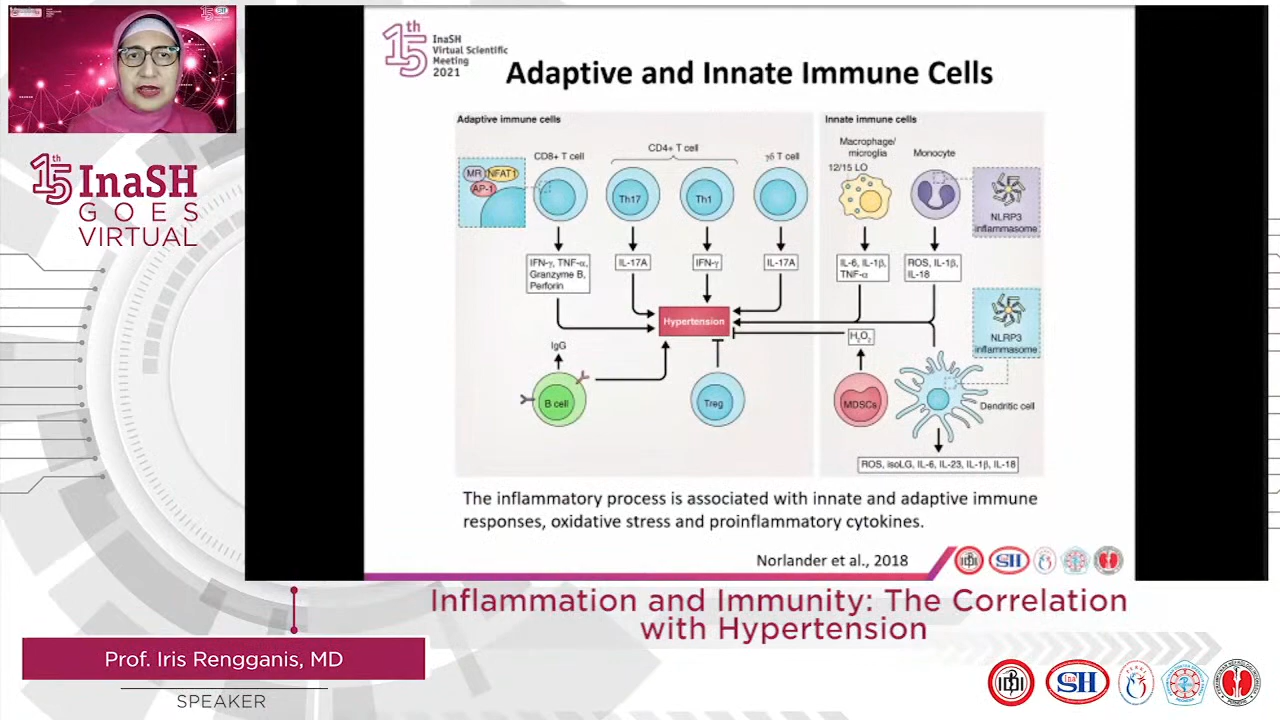 15th
InaSH
GOES
VIRTUAL
15th
InaSH
Virtual Scientific
Meeting
2021
Adaptive and Innate Immune Cells
Adaptive immune cells
CD8+ T cell
CD4+ T cell
γδ T cell
MR
NFAT1
AP-1
Th17
Th1
IFN-γ, TNF-α,
Granzyme B,
Perforin
IL-17A
IFN-γ
IL-17A
Hypertension
IgG
B cell
Treg
Innate immune cells
Macrophage/
microglia
12/15 LO
Monocyte
NLRP3
inflammasome
IL-6, IL-1β,
TNF-α
ROS, IL-1β,
IL-18
H2O2
NLRP3
inflammasome
MDSCs
Dendritic cell
ROS, isoLG, IL-6, IL-23, IL-1β, IL-18
The inflammatory process is associated with innate and adaptive immune
responses, oxidative stress and proinflammatory cytokines.
Norlander et al., 2018
SH
Inflammation and Immunity: The Correlation
with Hypertension
Prof. Iris Rengganis, MD
SPEAKER
Ina
SH